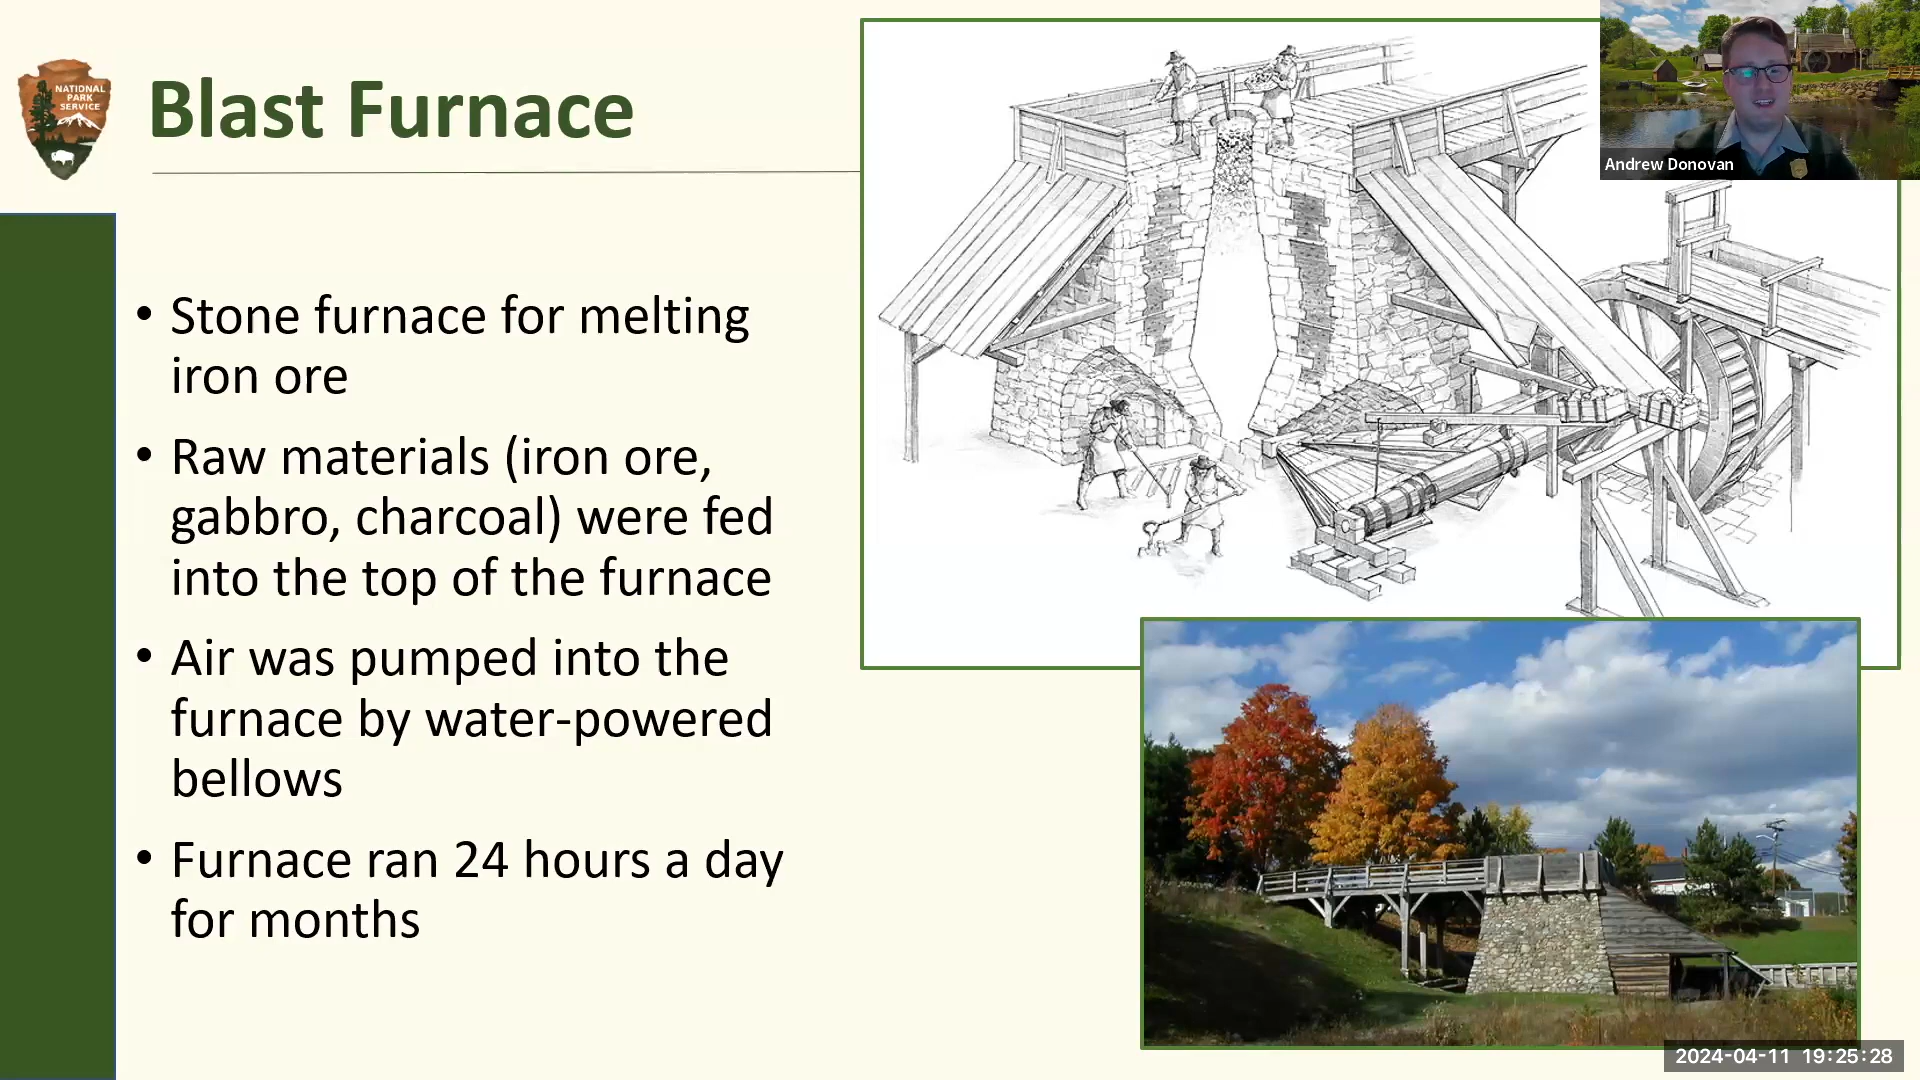 NATIONAL
PARK
SERVICE
Blast Furnace
• Stone furnace for melting
iron ore
• Raw materials (iron ore,
gabbro, charcoal) were fed
into the top of the furnace
• Air was pumped into the
furnace by water-powered
bellows
• Furnace ran 24 hours a day
for months
Andrew Donovan
2024-04-11 19:25:28